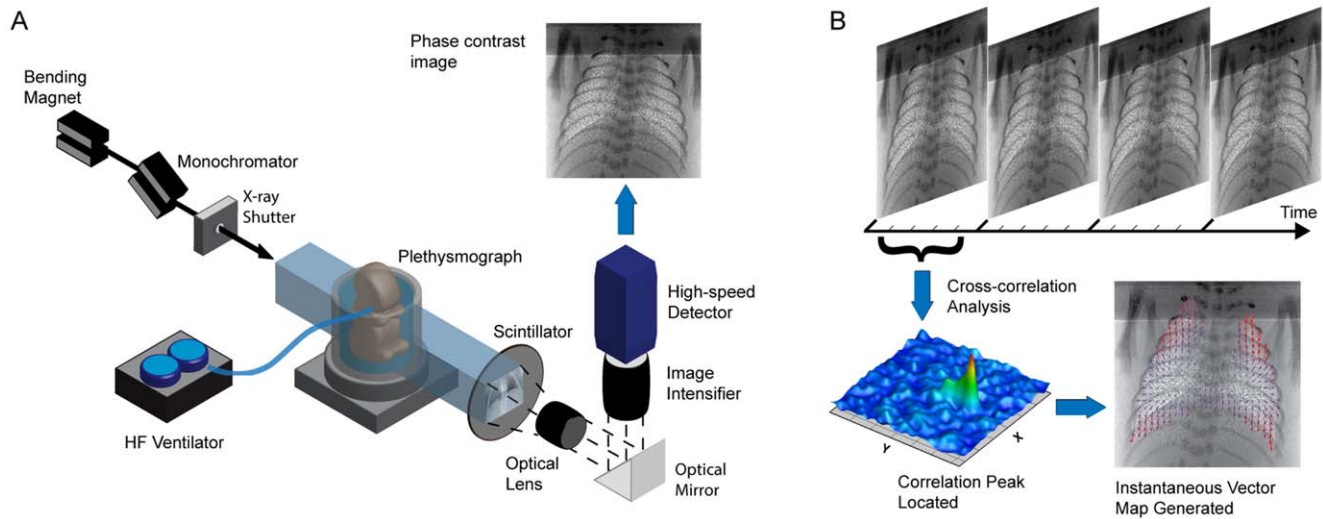 A
Phase contrast
image
Bending
Magnet
Monochromator
X-ray
Shutter
Plethysmograph
High-speed
Detector
Scintillator
Image
Intensifier
HF Ventilator
Optical
Lens
Optical
Mirror
B
Time
Cross-correlation
Analysis
Y
X
Correlation Peak
Located
Instantaneous Vector
Map Generated